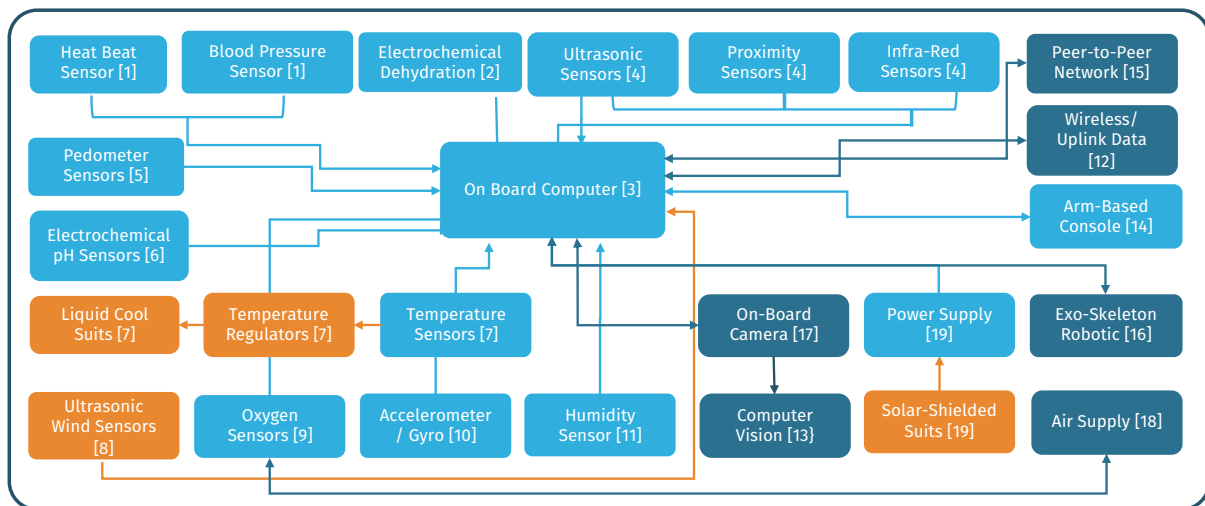 Heat Beat
Sensor [1]
Blood Pressure
Sensor [1]
Electrochemical
Dehydration [2]
Ultrasonic
Sensors [4]
Proximity
Sensors [4]
Infra-Red
Sensors [4]
Peer-to-Peer
Network [15]
Wireless/
Uplink Data
[12]
Pedometer
Sensors [5]
On Board Computer [3]
Arm-Based
Console [14]
Electrochemical
pH Sensors [6]
Liquid Cool
Suits [7]
Temperature
Regulators [7]
Temperature
Sensors [7]
On-Board
Camera [17]
Power Supply
[19]
Exo-Skeleton
Robotic [16]
Ultrasonic
Wind Sensors
[8]
Oxygen
Sensors [9]
Accelerometer
/ Gyro [10]
Humidity
Sensor [11]
Computer
Vision [13}
Solar-Shielded
Suits [19]
Air Supply [18]